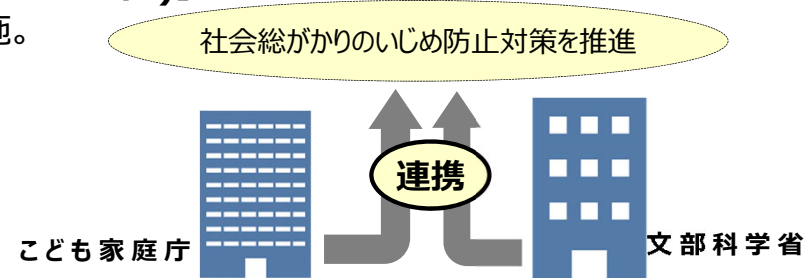 施。
社会総がかりのいじめ防止対策を推進
連携
こども家庭庁
文部科学省